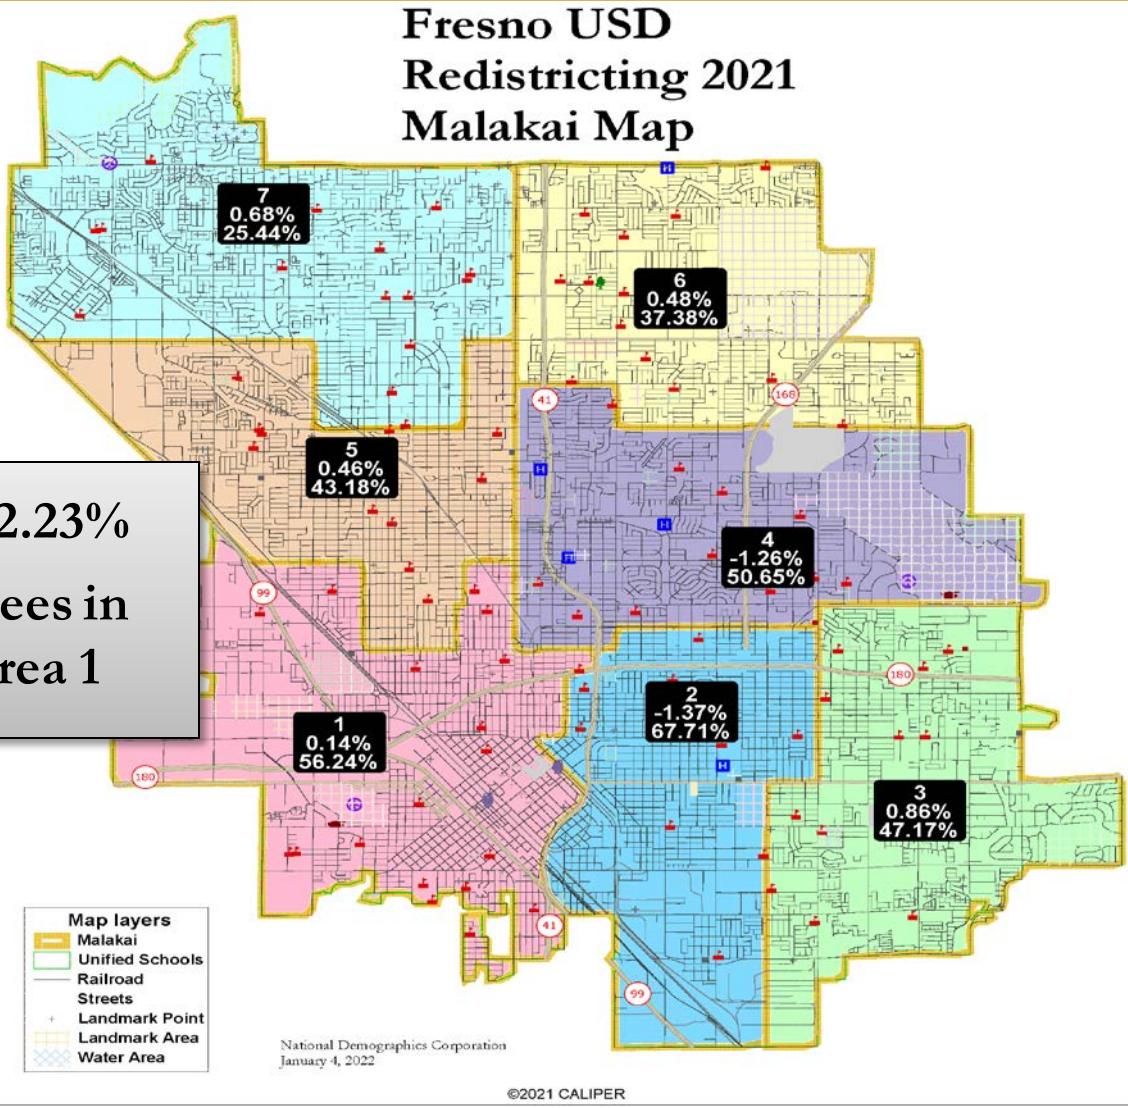 Fresno USD
Redistricting 2021
Malakai Map
7
0.68%
25.44%
6
0.48%
37.38%
41
168
5
0.46%
43.18%
2.23%
ees in
rea 1
4
-1.26%
50.65%
99
180
2
-1.37%
67.71%
1
0.14%
56.24%
180
3
0.86%
47.17%
41
99
Map layers
Malakai
Unified Schools
Railroad
Streets
Landmark Point
Landmark Area
Water Area
National Demographics Corporation
January 4, 2022
©2021 CALIPER
H
H
H
H
H